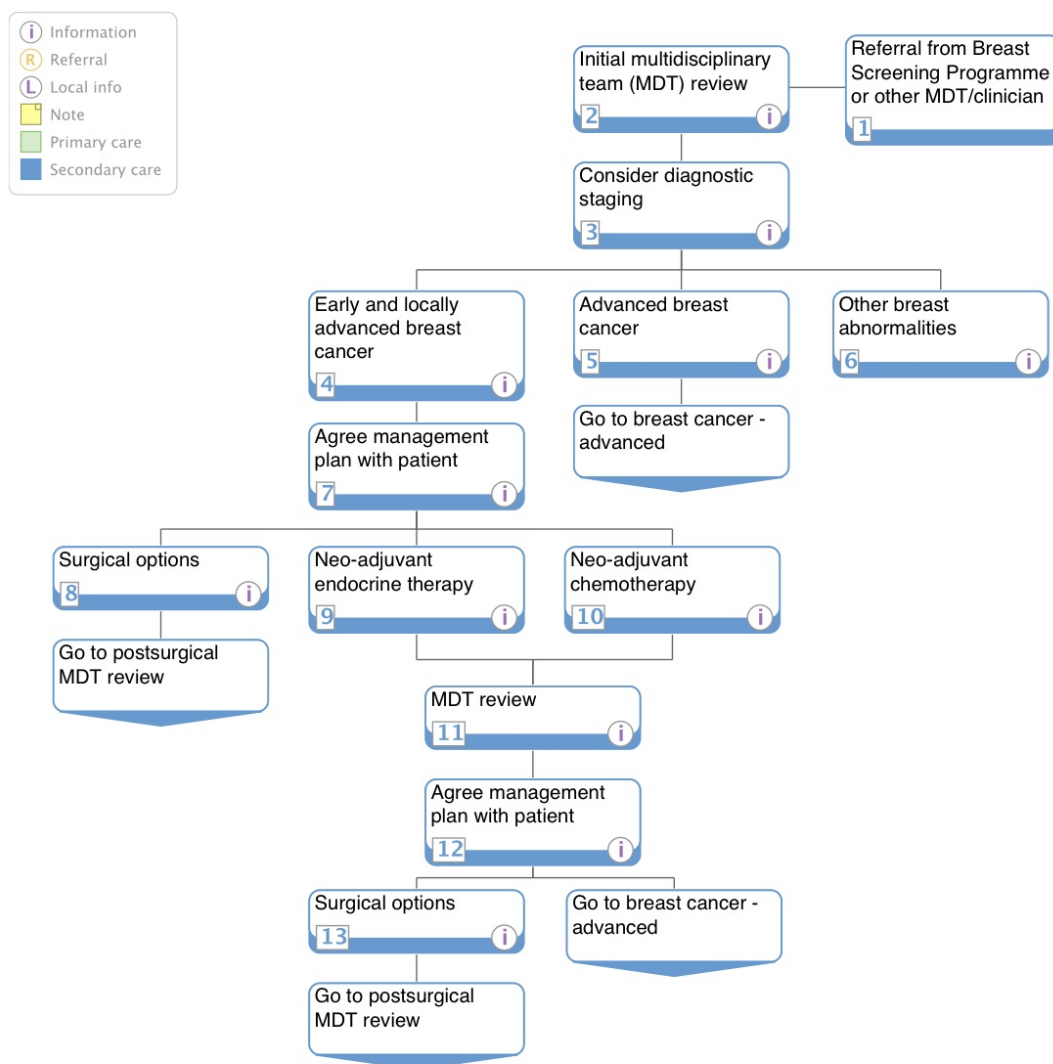 Information
Referral
Local info
Note
Primary care
Secondary care
i
R
L
Initial multidisciplinary
team (MDT) review
2
i
Referral from Breast
Screening Programme
or other MDT/clinician
1
Consider diagnostic
staging
3
i
Early and locally
advanced breast
cancer
4
i
Advanced breast
cancer
5
i
Other breast
abnormalities
6
i
Go to breast cancer -
advanced
Agree management
plan with patient
7
i
Surgical options
8
i
Neo-adjuvant
endocrine therapy
9
i
Neo-adjuvant
chemotherapy
10
i
Go to postsurgical
MDT review
MDT review
11
i
Agree management
plan with patient
12
i
Surgical options
13
i
Go to breast cancer -
advanced
Go to postsurgical
MDT review